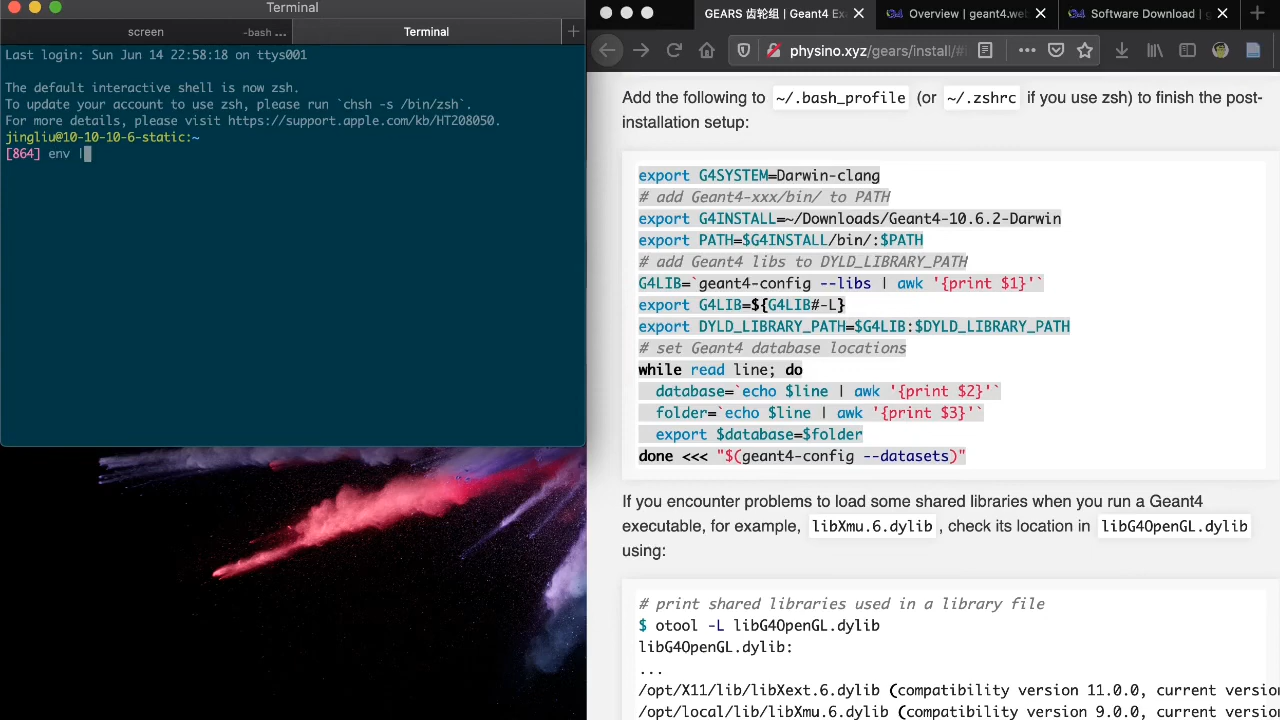 Terminal
screen
-bash ...
Terminal
Last login: Sun Jun 14 22:58:18 on ttys001
The default interactive shell is now zsh.
To update your account to use zsh, please run `chsh -s /bin/zsh`.
For more details, please visit https://support.apple.com/kb/HT208050.
jingliu@10-10-10-6-static:~
[864] env |
GEARS 齿轮组 | Geant4 Ex
Overview | geant4.web
Software Download | g
physino.xyz/gears/install/#
Add the following to ~/.bash_profile (or ~/.zshrc if you use zsh) to finish the post-
installation setup:
export G4SYSTEM=Darwin-clang
# add Geant4-xxx/bin/ to PATH
export G4INSTALL=~/Downloads/Geant4-10.6.2-Darwin
export PATH=$G4INSTALL/bin/:$PATH
# add Geant4 libs to DYLD_LIBRARY_PATH
G4LIB=`geant4-config --libs | awk '{print $1}'`
export G4LIB=${G4LIB#-L}
export DYLD_LIBRARY_PATH=$G4LIB:$DYLD_LIBRARY_PATH
# set Geant4 database locations
while read line; do
database=`echo $line | awk '{print $2}'`
folder=`echo $line | awk '{print $3}'`
export $database=$folder
done <<< "$(geant4-config --datasets)"
If you encounter problems to load some shared libraries when you run a Geant4
executable, for example, libXmu.6.dylib , check its location in libG4OpenGL.dylib
using:
# print shared libraries used in a library file
$ otool -L libG4OpenGL.dylib
libG4OpenGL.dylib:
...
/opt/X11/lib/libXext.6.dylib (compatibility version 11.0.0, current version
/opt/local/lib/libXmu.6.dylib (compatibility version 9.0.0, current version